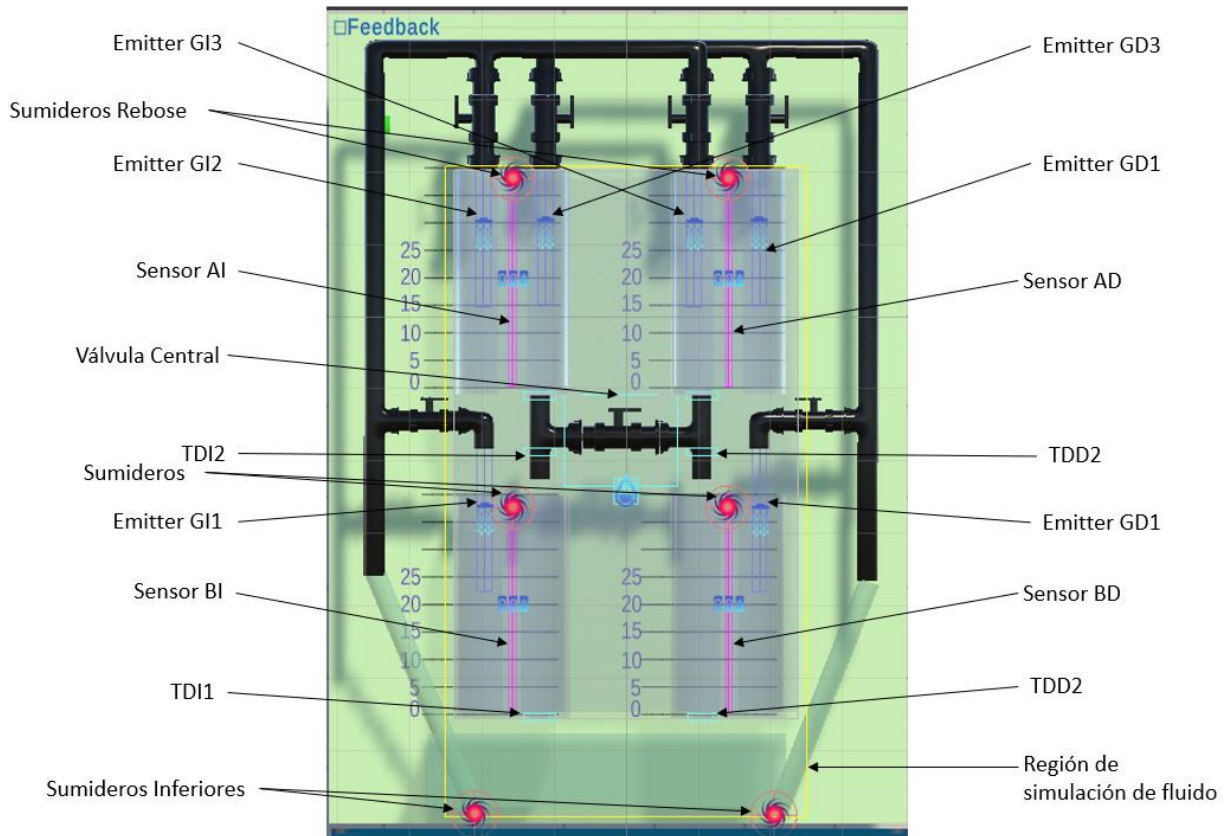 □Feedback
Emitter GI3
Emitter GD3
Sumideros Rebose
Emitter GI2
Emitter GD1
Sensor AI
Sensor AD
Válvula Central
25
20
15
10
5
0
25
20
15
10
5
0
TDI2
TDD2
Sumideros
Emitter GI1
Emitter GD1
Sensor BI
Sensor BD
25
20
15
10
5
0
25
20
15
10
5
0
TDI1
TDD2
Sumideros Inferiores
Región de
simulación de fluido